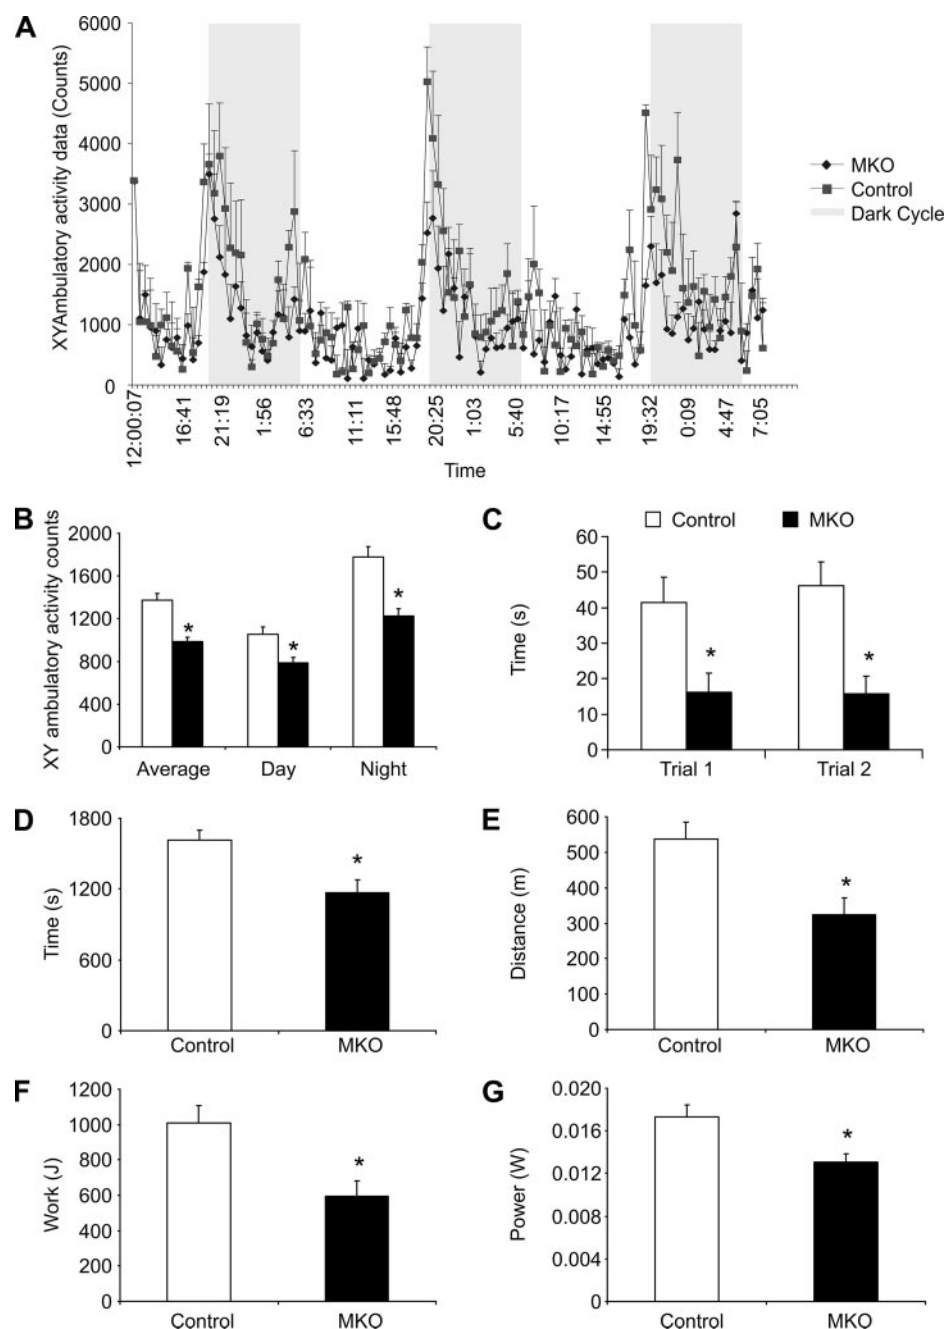 A
XYAmbulatory activity data (Counts)
6000
5000
4000
3000
2000
1000
0
12:00:07
16:41
21:19
1:56
6:33
11:11
15:48
20:25
1:03
5:40
10:17
14:55
19:32
0:09
4:47
7:05
Time
MKO
Control
Dark Cycle
B
XY ambulatory activity counts
2000
1600
1200
800
400
0
* * *
Average Day Night
C
Control MKO
Time (s)
60
50
40
30
20
10
0
* *
Trial 1 Trial 2
D
Time (s)
1800
1200
600
0
*
Control MKO
E
Distance (m)
600
500
400
300
200
100
0
*
Control MKO
F
Work (J)
1200
1000
800
600
400
200
0
*
Control MKO
G
Power (W)
0.020
0.016
0.012
0.008
0.004
0
*
Control MKO